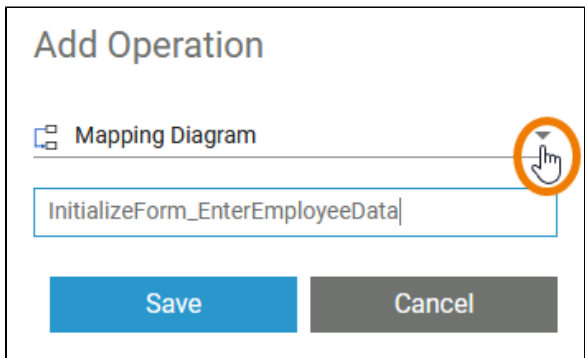 Add Operation
Mapping Diagram
InitializeForm_EnterEmployeeData
Save Cancel